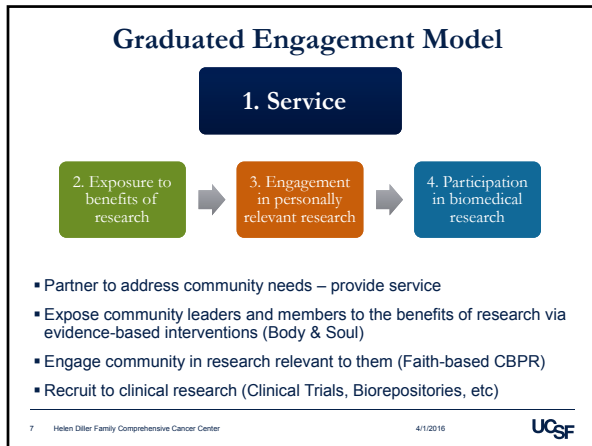 Graduated Engagement Model
1. Service
2. Exposure to
benefits of
research
3. Engagement
in personally
relevant research
4. Participation
in biomedical
research
▪ Partner to address community needs – provide service
▪ Expose community leaders and members to the benefits of research via
evidence-based interventions (Body & Soul)
▪ Engage community in research relevant to them (Faith-based CBPR)
▪ Recruit to clinical research (Clinical Trials, Biorepositories, etc)
7 Helen Diller Family Comprehensive Cancer Center 4/1/2016 UCSF